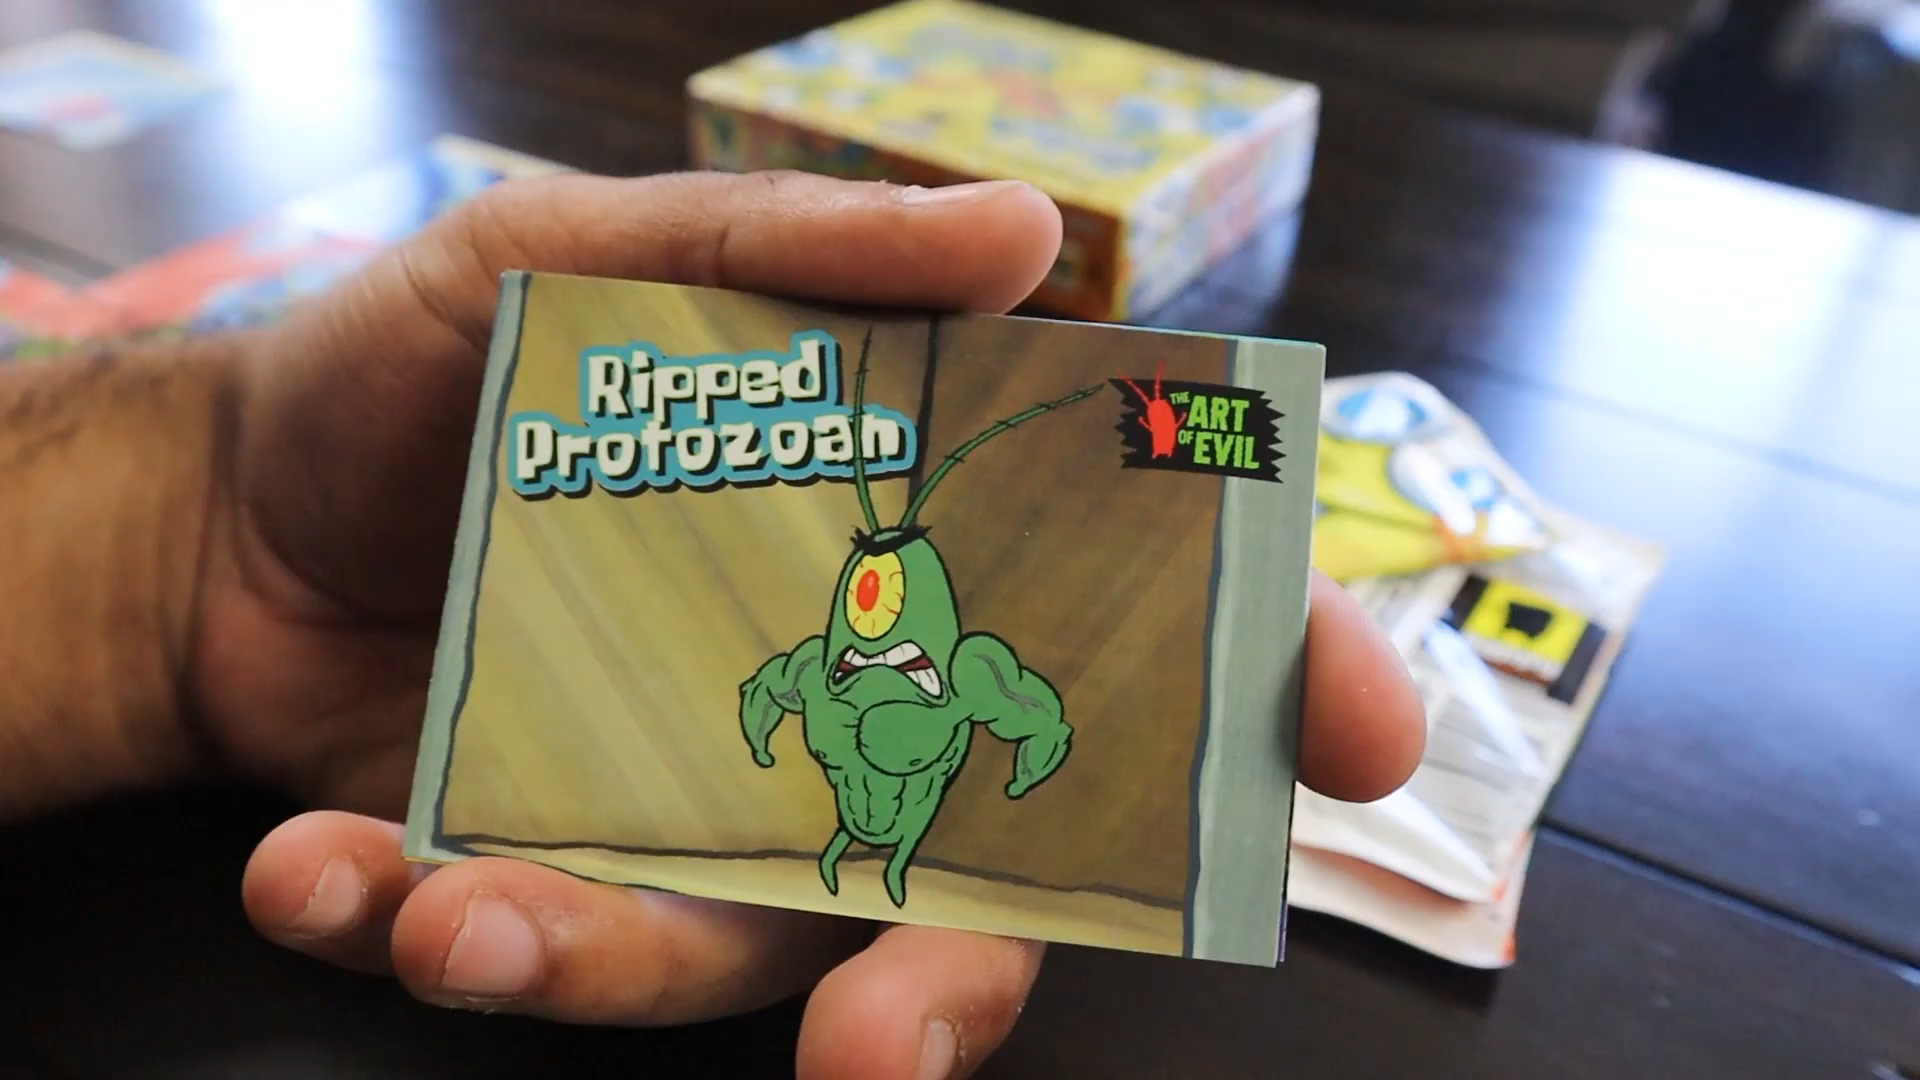 Ripped
Protozoan
THE
ART
OF
EVIL